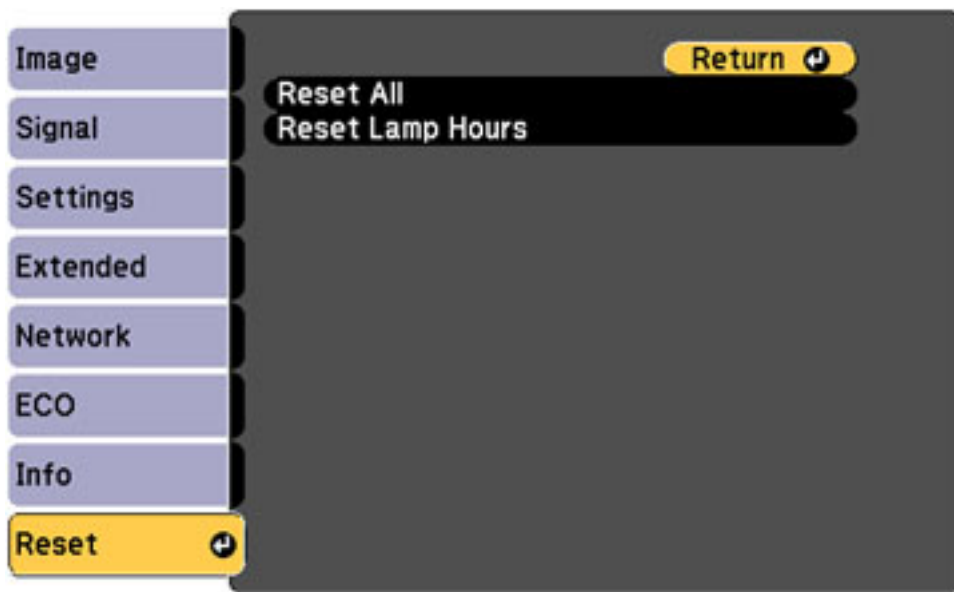 Image
Signal
Settings
Extended
Network
ECO
Info
Reset
Return
Reset All
Reset Lamp Hours